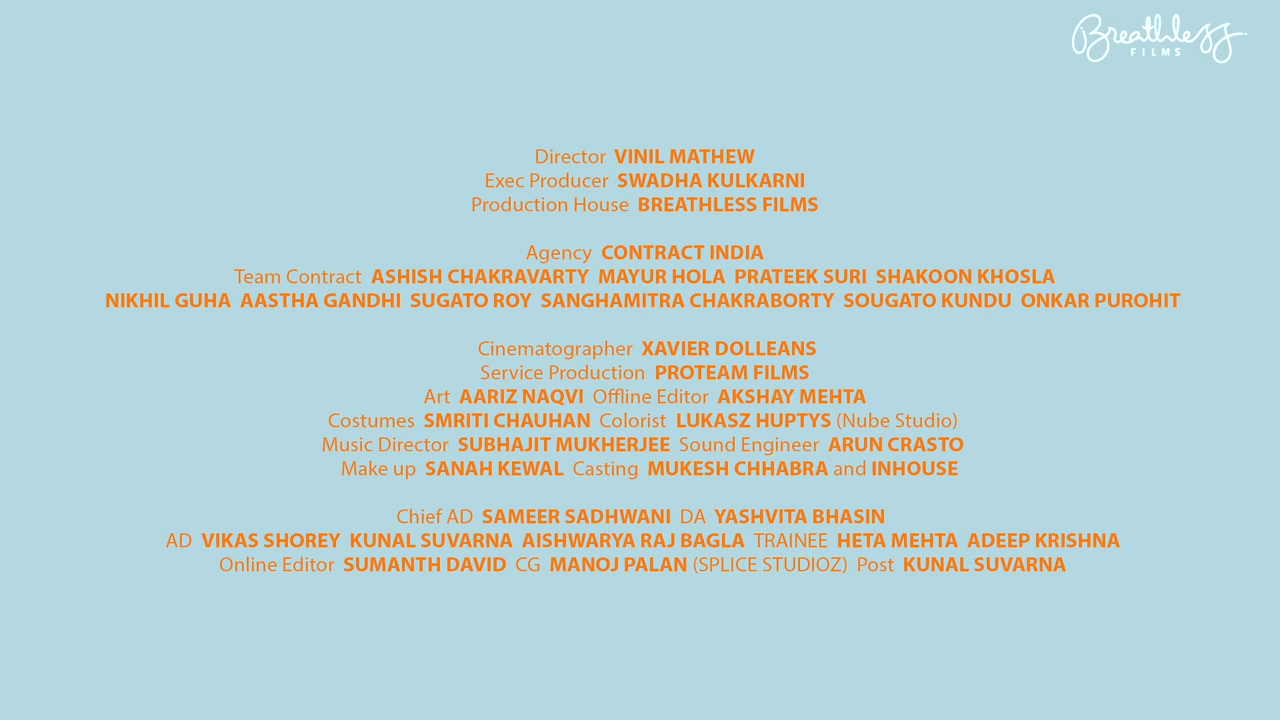 Breathless
FILMS
Director VINIL MATHEW
Exec Producer SWADHA KULKARNI
Production House BREATHLESS FILMS
Agency CONTRACT INDIA
Team Contract ASHISH CHAKRAVARTY MAYUR HOLA PRATEEK SURI SHAKOON KHOSLA
NIKHIL GUHA AASTHA GANDHI SUGATO ROY SANGHAMITRA CHAKRABORTY SOUGATO KUNDU ONKAR PUROHIT
Cinematographer XAVIER DOLLEANS
Service Production PROTEAM FILMS
Art AARIZ NAQVI Offline Editor AKSHAY MEHTA
Costumes SMRITI CHAUHAN Colorist LUKASZ HUPTYS (Nube Studio)
Music Director SUBHAJIT MUKHERJEE Sound Engineer ARUN CRASTO
Make up SANAH KEWAL Casting MUKESH CHHABRA and INHOUSE
Chief AD SAMEER SADHWANI DA YASHVITA BHASIN
AD VIKAS SHOREY KUNAL SUVARNA AISHWARYA RAJ BAGLA TRAINEE HETA MEHTA ADEEP KRISHNA
Online Editor SUMANTH DAVID CG MANOJ PALAN (SPLICE STUDIOZ) Post KUNAL SUVARNA